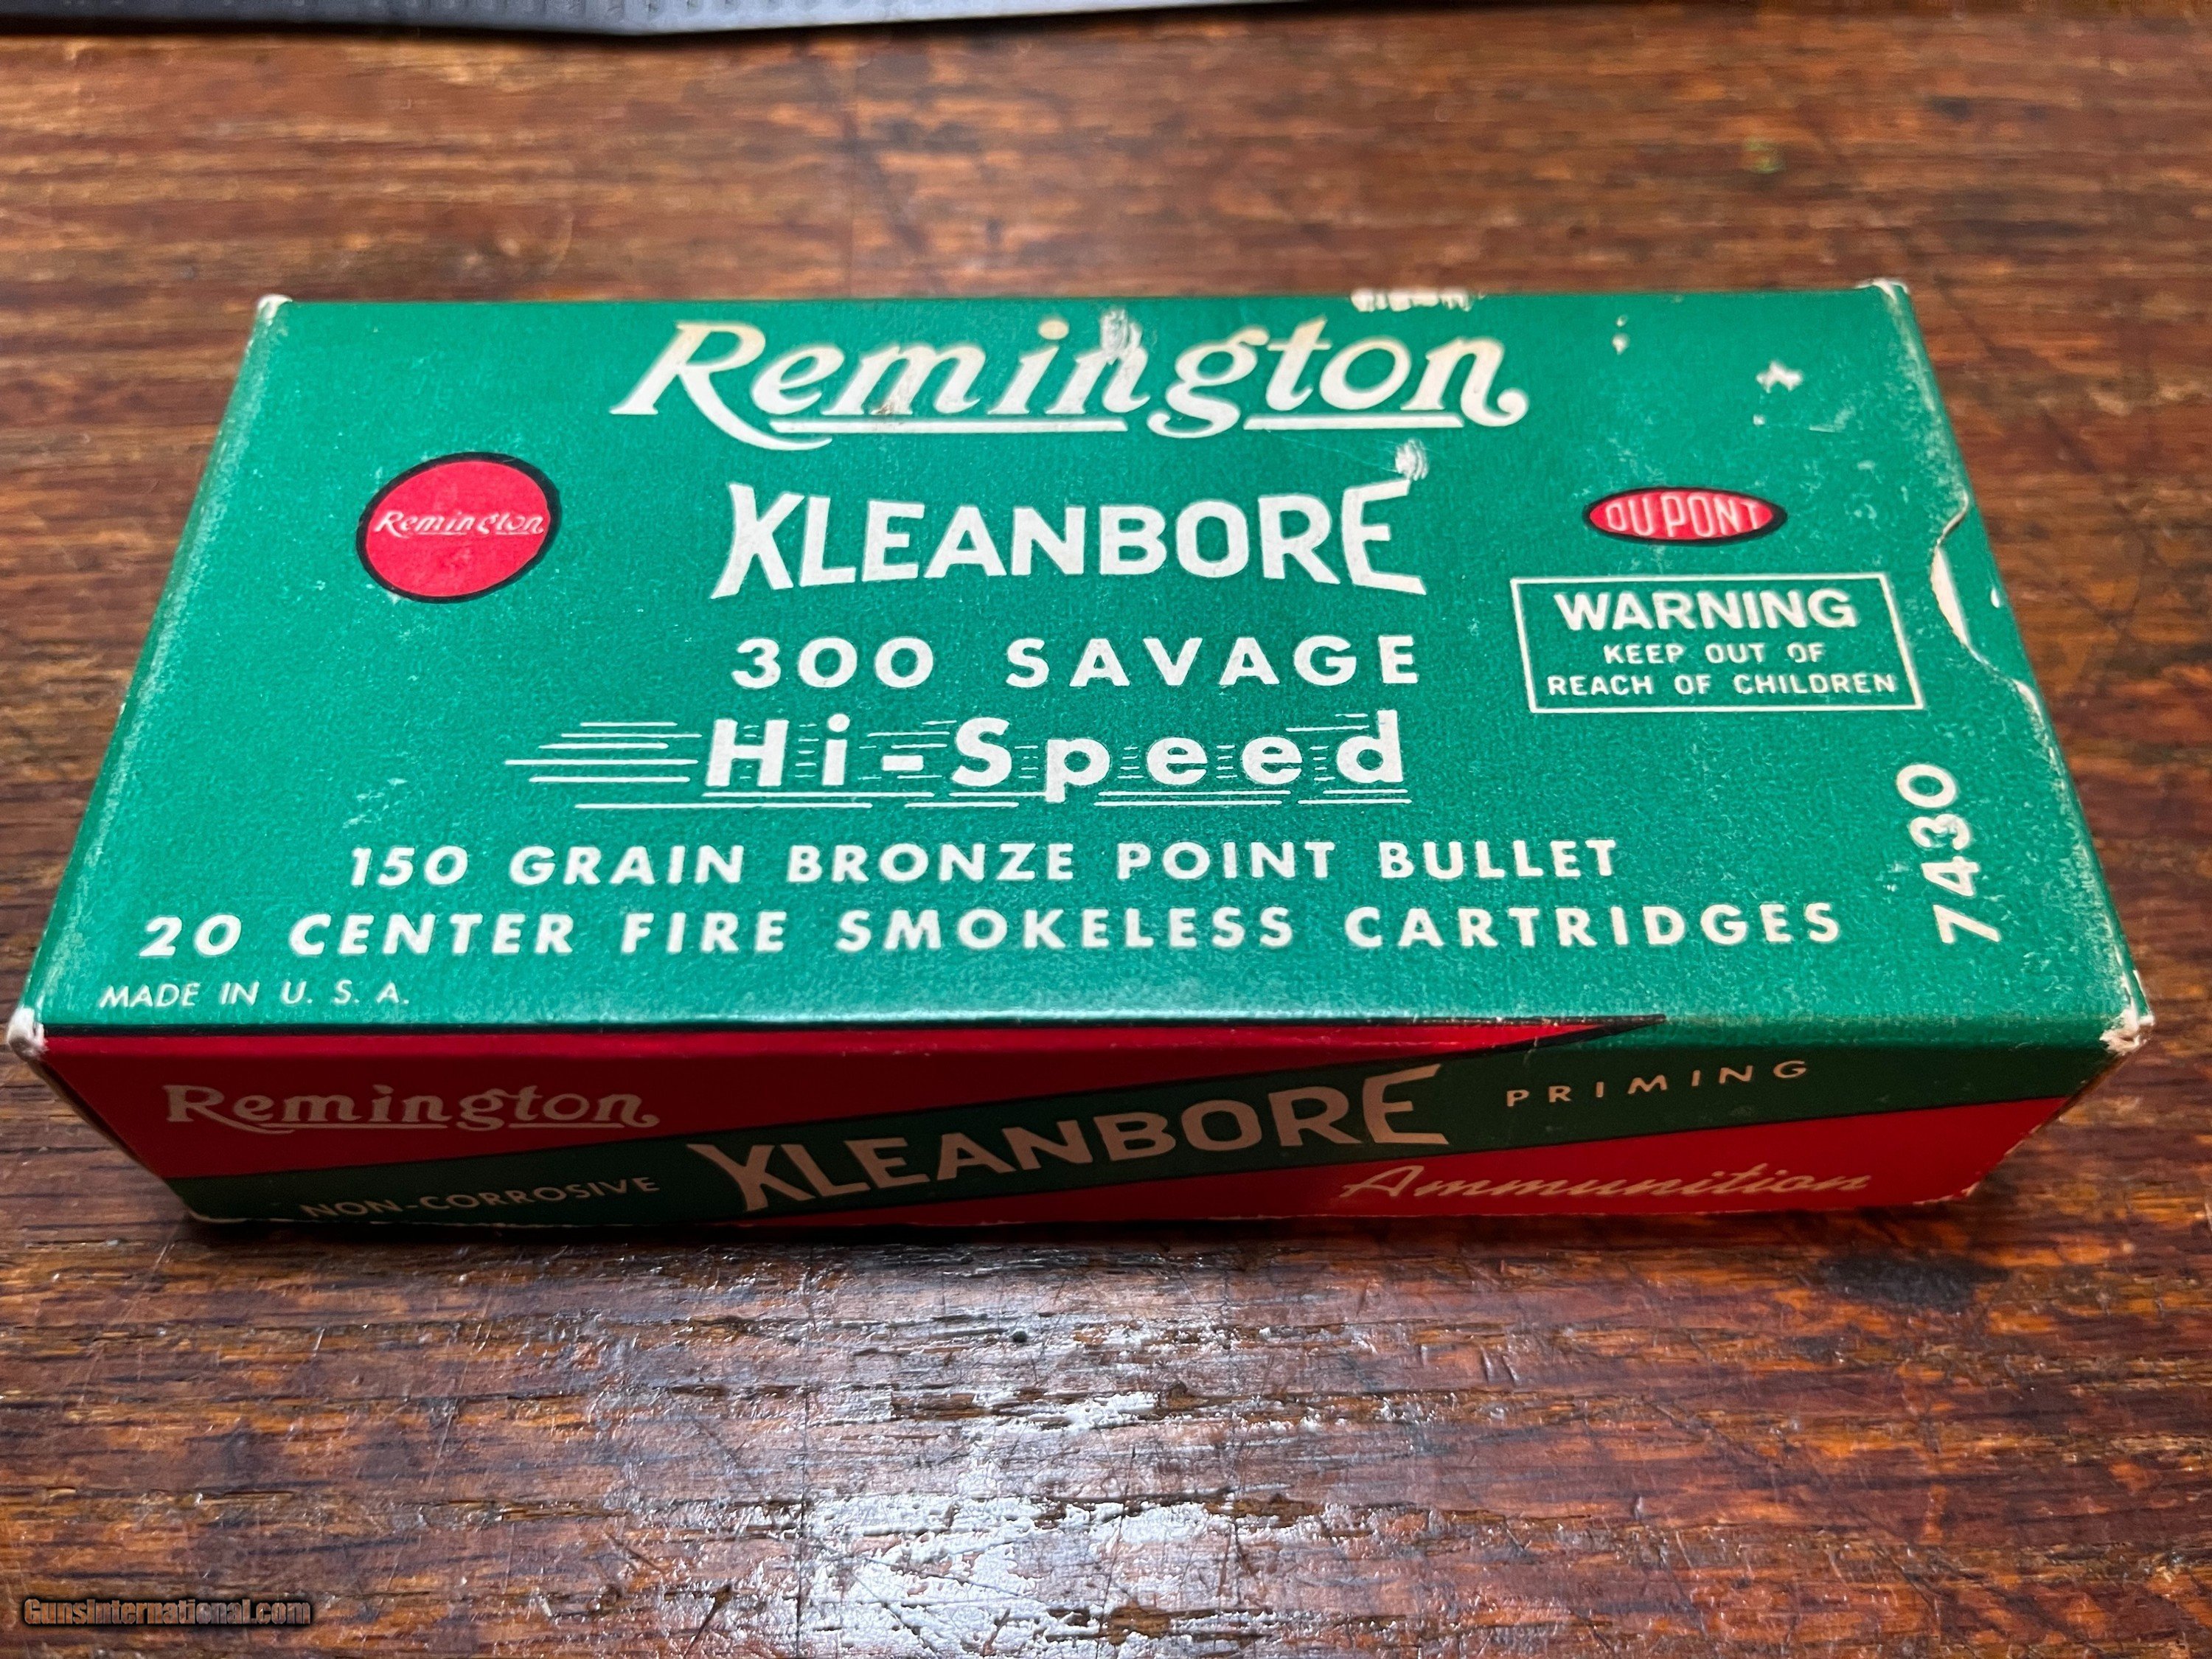 Remington
Remington
KLEANBORE
DU PONT
WARNING
KEEP OUT OF
REACH OF CHILDREN
300 SAVAGE
Hi-Speed
150 GRAIN BRONZE POINT BULLET
20 CENTER FIRE SMOKELESS CARTRIDGES
7430
MADE IN U. S. A.
Remington
NON-CORROSIVE KLEANBORE PRIMING
Ammunition
GunsInternational.com